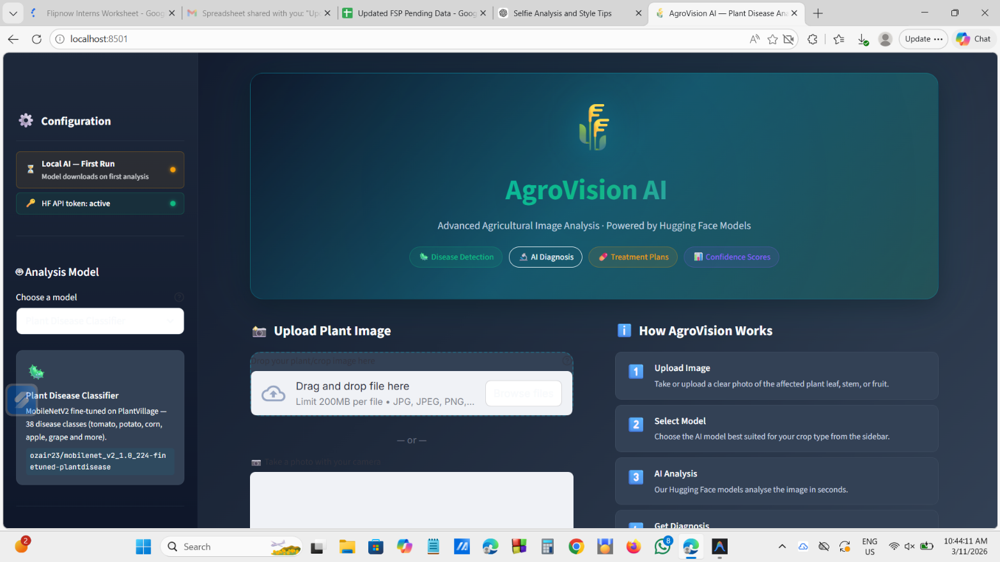 Flipnow Interns Worksheet - Goog
Spreadsheet shared with you: "Up
Updated FSP Pending Data - Goog
Selfie Analysis and Style Tips
AgroVision AI — Plant Disease An
localhost:8501
Update
Chat
Configuration
Local AI — First Run
Model downloads on first analysis
HF API token: active
Analysis Model
Choose a model
Plant Disease Classifier
Plant Disease Classifier
MobileNetV2 fine-tuned on PlantVillage —
38 disease classes (tomato, potato, corn,
apple, grape and more).
ozair23/mobilenet_v2_1.0_224-fin
etuned-plantdisease
AgroVision AI
Advanced Agricultural Image Analysis · Powered by Hugging Face Models
Disease Detection
AI Diagnosis
Treatment Plans
Confidence Scores
Upload Plant Image
Drop your plant/crop image here
Drag and drop file here
Limit 200MB per file • JPG, JPEG, PNG,...
Browse files
— or —
Take a photo with your camera
How AgroVision Works
1
Upload Image
Take or upload a clear photo of the affected plant leaf, stem, or fruit.
2
Select Model
Choose the AI model best suited for your crop type from the sidebar.
3
AI Analysis
Our Hugging Face models analyse the image in seconds.
Get Diagnosis
2
Search
8
ENG
US
10:44:11 AM
3/11/2026